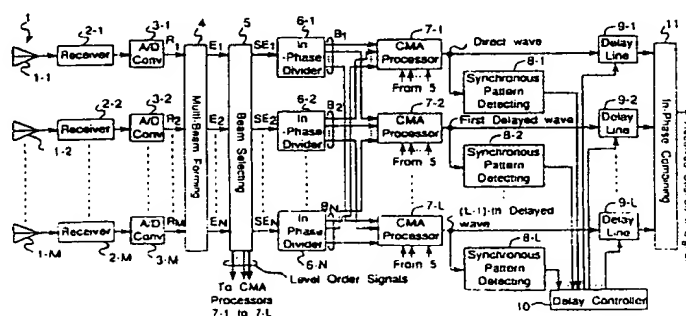 1
2-1
3-1
4
5
6-1
B1
7-1
9-1
11
Receiver
A/D Conv
R1
E1
SE1
In -Phase Divider
CMA Processor
Direct wave
Delay Line
1-1
From 5
8-1
Synchronous Pattern Detecting
2-2
3-2
6-2
B2
7-2
9-2
Receiver
A/D Conv
R2
Multi-Beam Forming
E2
Beam Selecting
SE2
In Phase Divider
CMA Processor
First Delayed wave
Delay Line
In-Phase Combining
1-2
From 5
8-2
Synchronous Pattern Detecting
BN
7-L
9-L
Receiver
A/D Conv
RM
EN
SEN
In Phase Divider
CMA Processor
(L-1)-th Delayed wave
Delay Line
1-M
2-M
3-M
6-N
From 5
8-L
Synchronous Pattern Detecting
Level Order Signals
To CMA Processors 7-1 to 7-L
10
Delay Controller